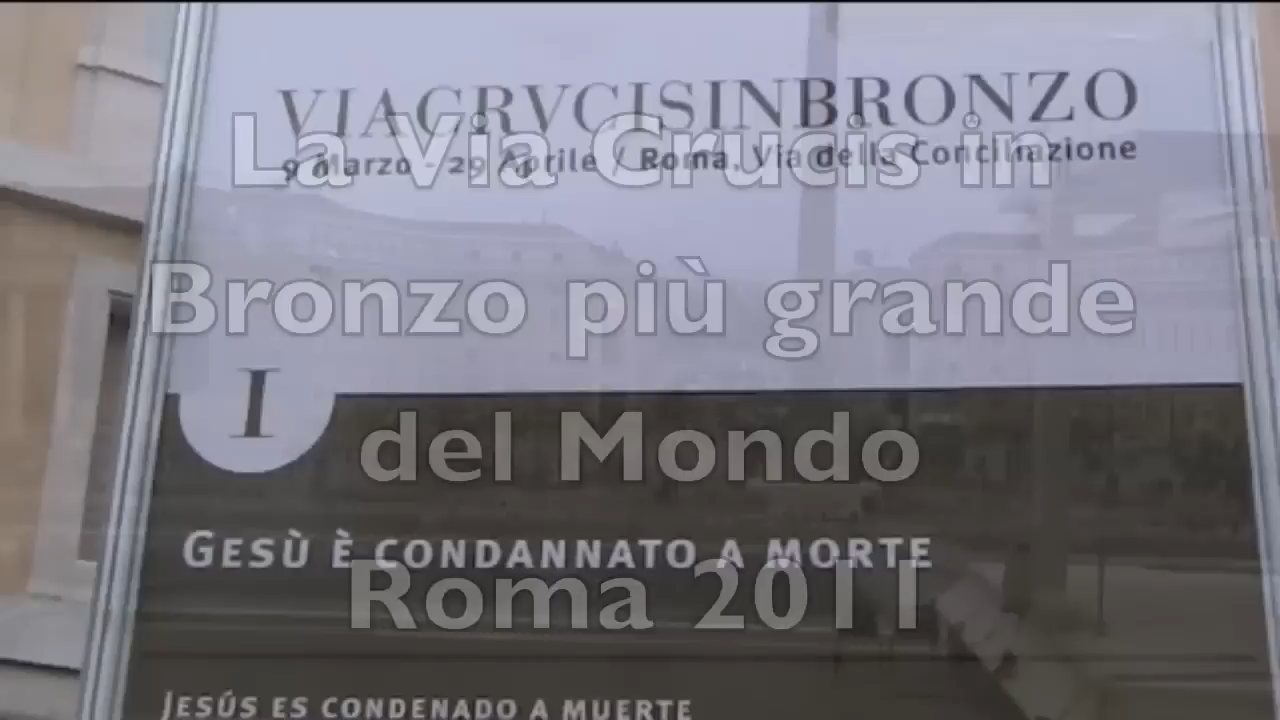 VIACRVCISINBRONZO
9 Marzo - 29 Aprile / Roma, Via della Conciliazione
La Via Crucis in
Bronzo più grande
del Mondo
Roma 2011
I
GESÙ È CONDANNATO A MORTE
JESÚS ES CONDENADO A MUERTE